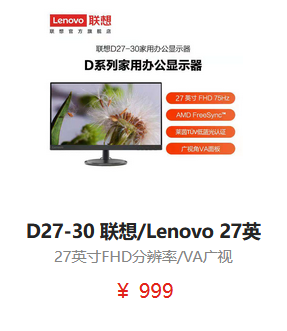 Lenovo 联想
联想官方旗舰店
联想D27-30家用办公显示器
D系列家用办公显示器
27 英寸 FHD 75Hz
AMD FreeSync™
莱茵TÜV低蓝光认证
广视角VA面板
D27-30 联想/Lenovo 27英
27英寸FHD分辨率/VA广视
¥ 999